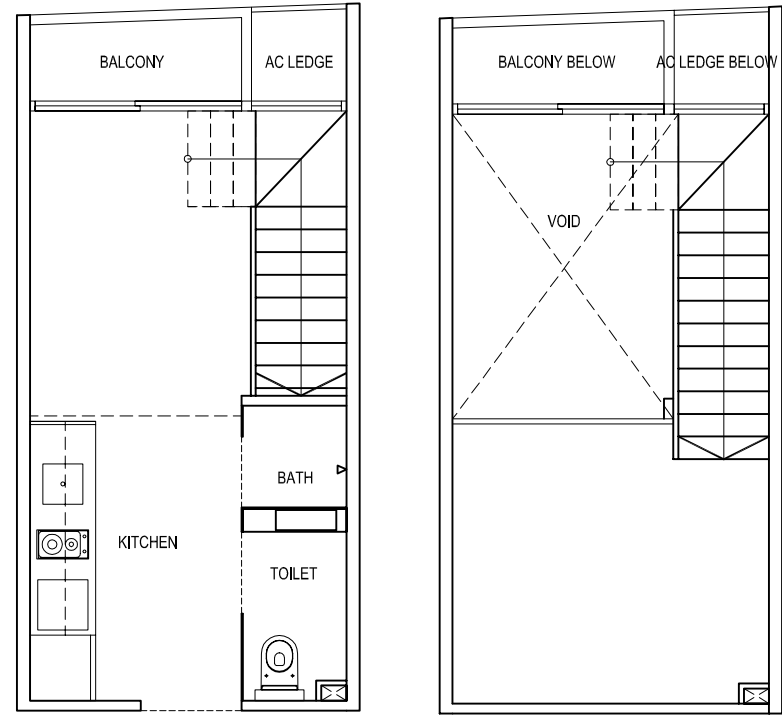 BALCONY
AC LEDGE
BATH
KITCHEN
TOILET
BALCONY BELOW
AC LEDGE BELOW
VOID